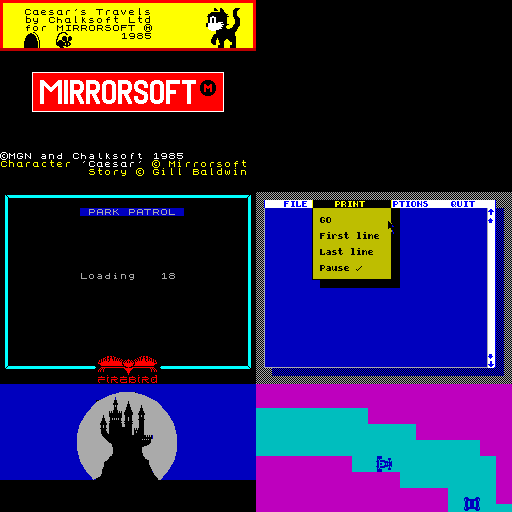 Caesar's Travels
by Chalksoft Ltd
for MIRRORSOFT ®
1985
MIRRORSOFT M
©MGN and Chalksoft 1985
Character 'Caesar' © Mirrorsoft
Story © Gill Baldwin
PARK PATROL
Loading 18
FIREBIRD
FILE PRINT PTIONS QUIT
GO
First line
Last line
Pause ✓